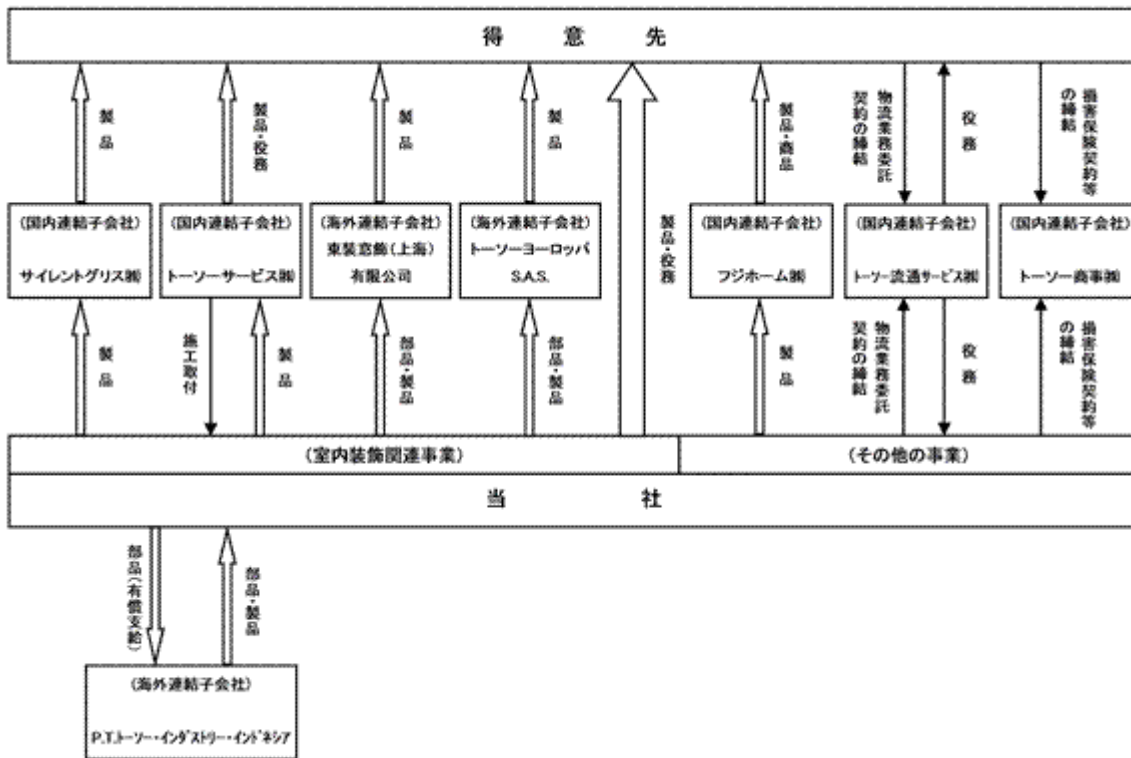 得意先
製品
製品・役務
製品
製品
製品・役務
製品・商品
物流業務委託
契約の締結
役務
損害保険契約等
の締結
(国内連結子会社)
サイレントグリス㈱
(国内連結子会社)
トーソーサービス㈱
(海外連結子会社)
東装窓飾(上海)
有限公司
(海外連結子会社)
トーソーヨーロッパ
S.A.S.
(国内連結子会社)
フジホーム㈱
(国内連結子会社)
トーソー流通サービス㈱
(国内連結子会社)
トーソー商事㈱
製品
施工取付
製品
部品・製品
部品・製品
製品
物流業務委託
契約の締結
役務
損害保険契約等
の締結
(室内装飾関連事業)
(その他の事業)
当社
部品(有償支給)
部品・製品
(海外連結子会社)
P.T.トーソー・インダストリー・インドネシア